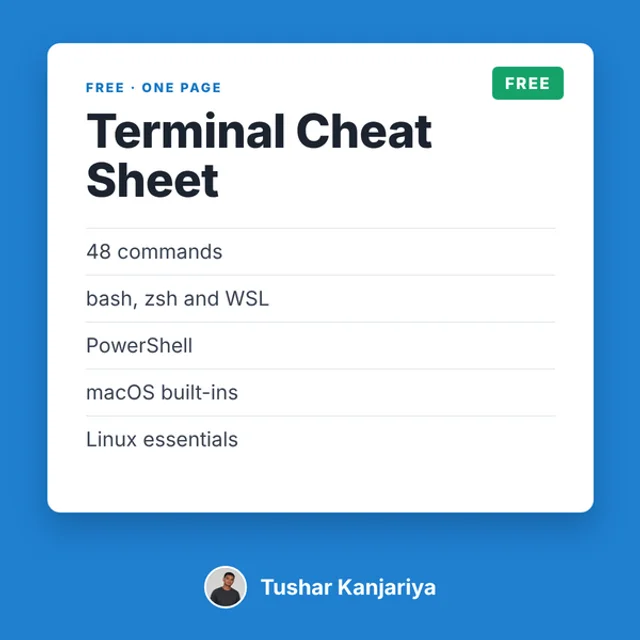 FREE · ONE PAGE
FREE
Terminal Cheat
Sheet
48 commands
bash, zsh and WSL
PowerShell
macOS built-ins
Linux essentials
Tushar Kanjariya